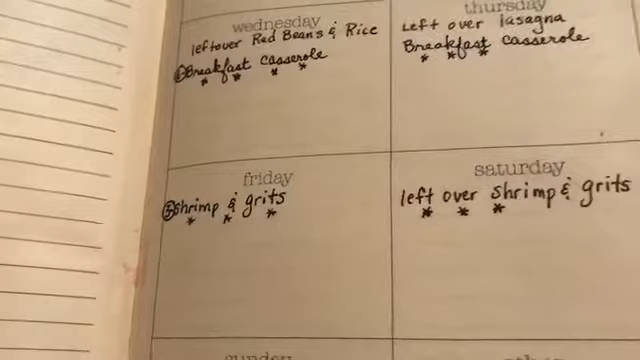 wednesday
leftover Red Beans & Rice
Breakfast casserole
* * * *
thursday
Left over lasagna
Breakfast casserole
* * *
friday
Shrimp & grits
* * *
saturday
left over shrimp & grits
* * *
sunday